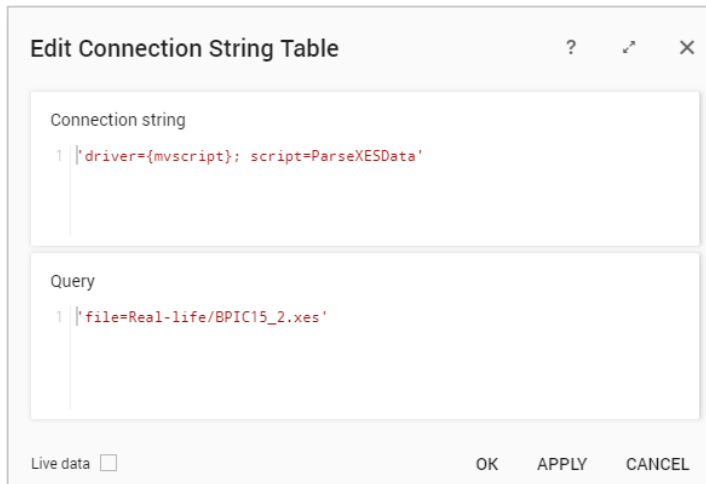 Edit Connection String Table
?
Connection string
1 'driver={mvscript}; script=ParseXESData'
Query
1 'file=Real-life/BPIC15_2.xes'
Live data
OK APPLY CANCEL